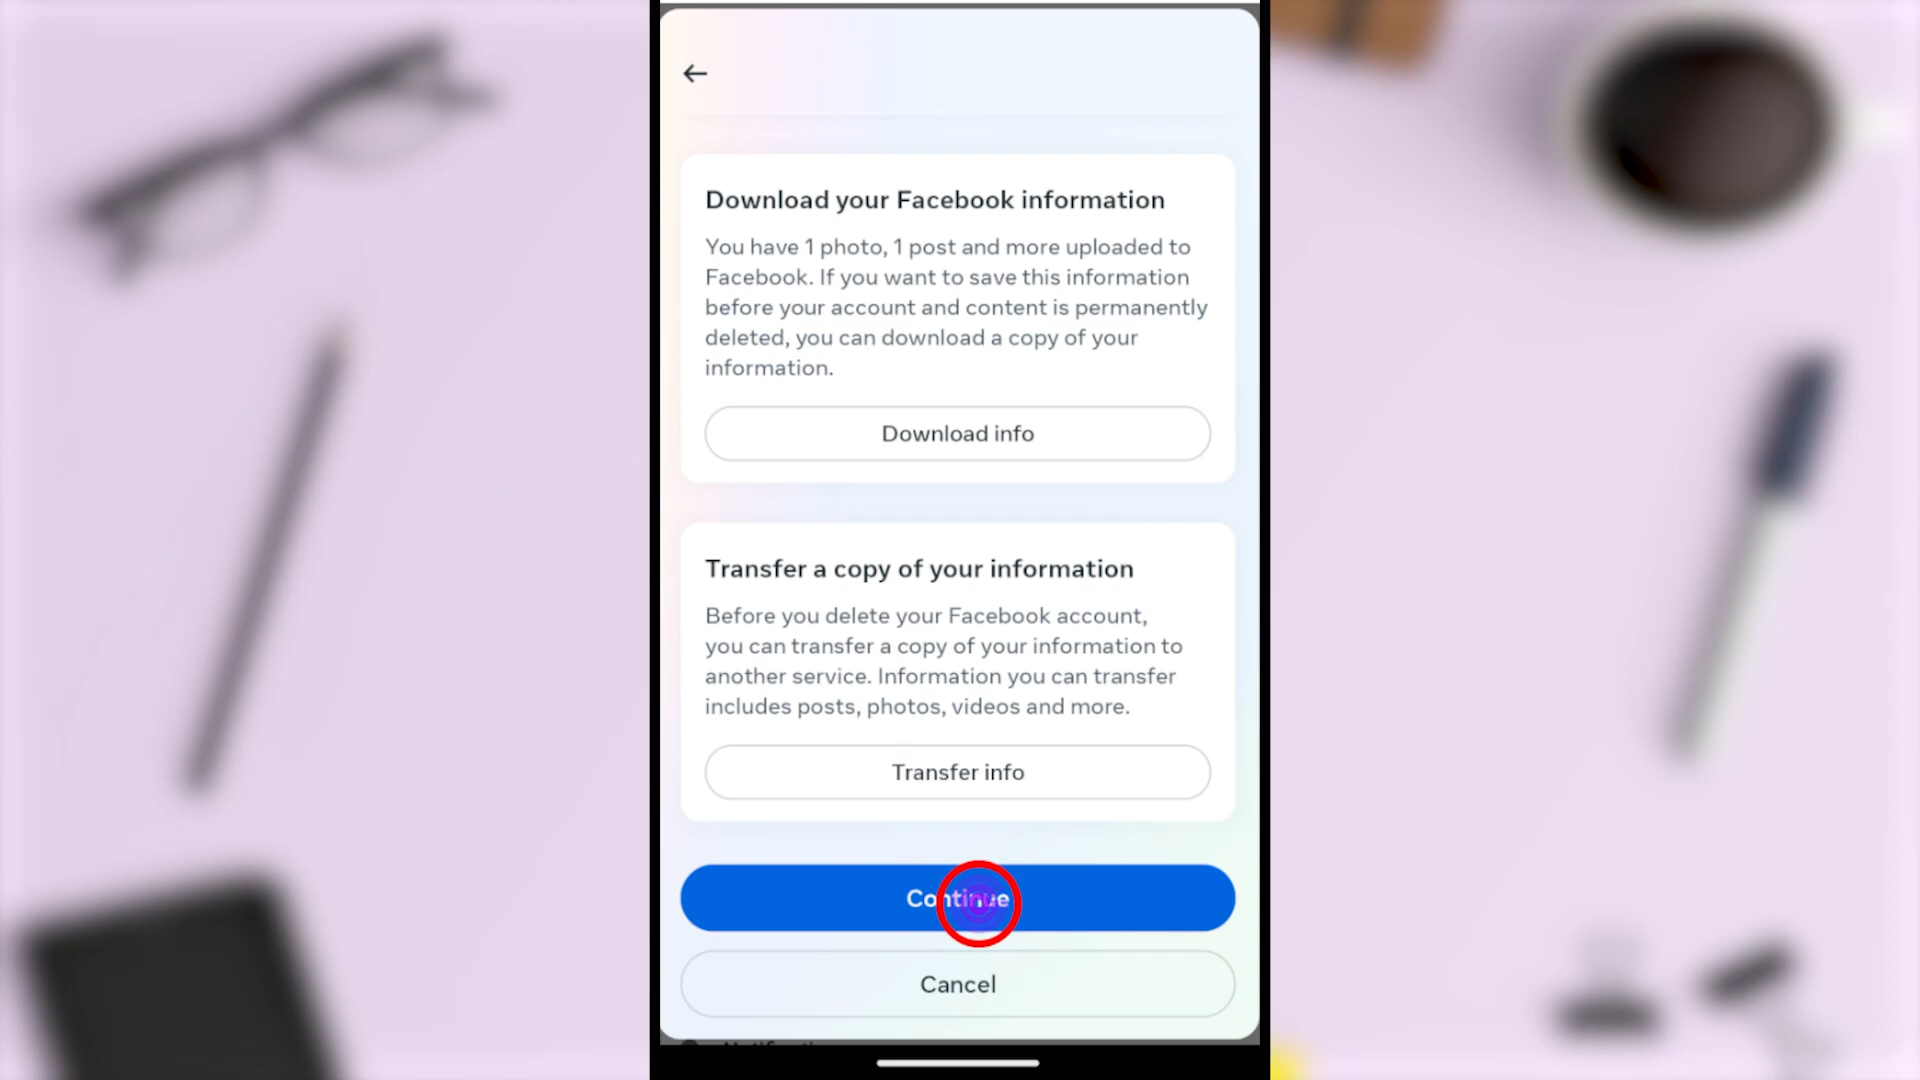 Download your Facebook information
You have 1 photo, 1 post and more uploaded to
Facebook. If you want to save this information
before your account and content is permanently
deleted, you can download a copy of your
information.
Download info
Transfer a copy of your information
Before you delete your Facebook account,
you can transfer a copy of your information to
another service. Information you can transfer
includes posts, photos, videos and more.
Transfer info
Continue
Cancel